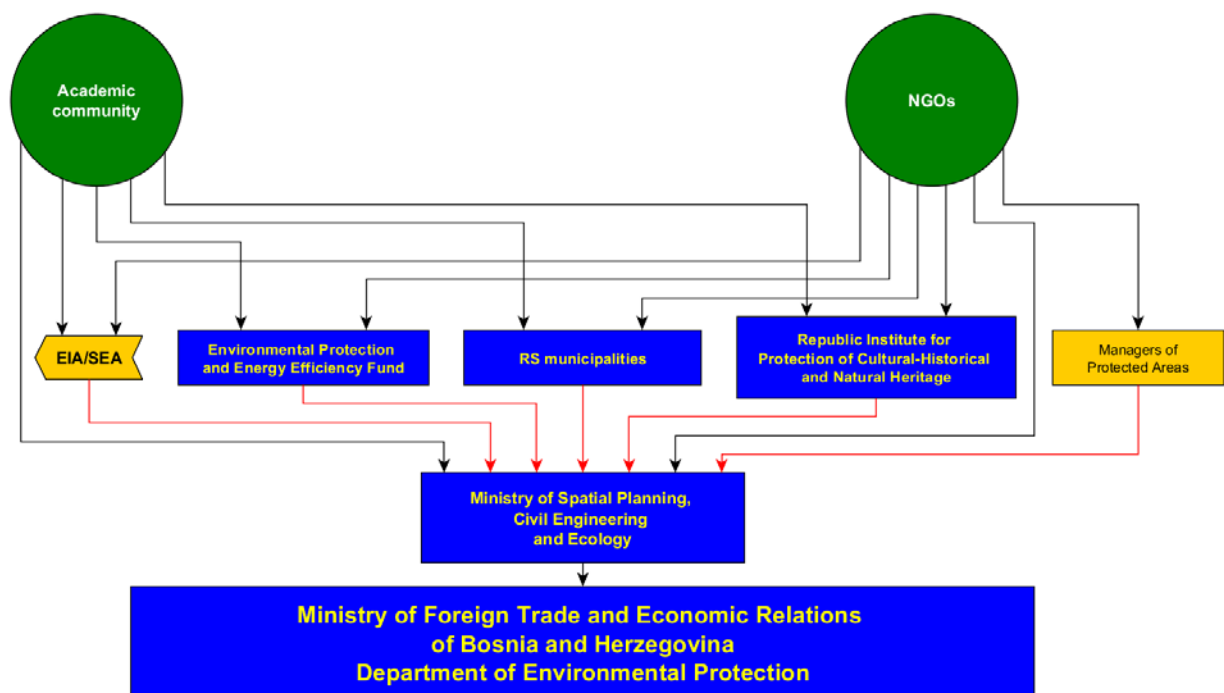 Academic
community
NGOs
EIA/SEA
Environmental Protection
and Energy Efficiency Fund
RS municipalities
Republic Institute for
Protection of Cultural-Historical
and Natural Heritage
Managers of
Protected Areas
Ministry of Spatial Planning,
Civil Engineering
and Ecology
Ministry of Foreign Trade and Economic Relations
of Bosnia and Herzegovina
Department of Environmental Protection